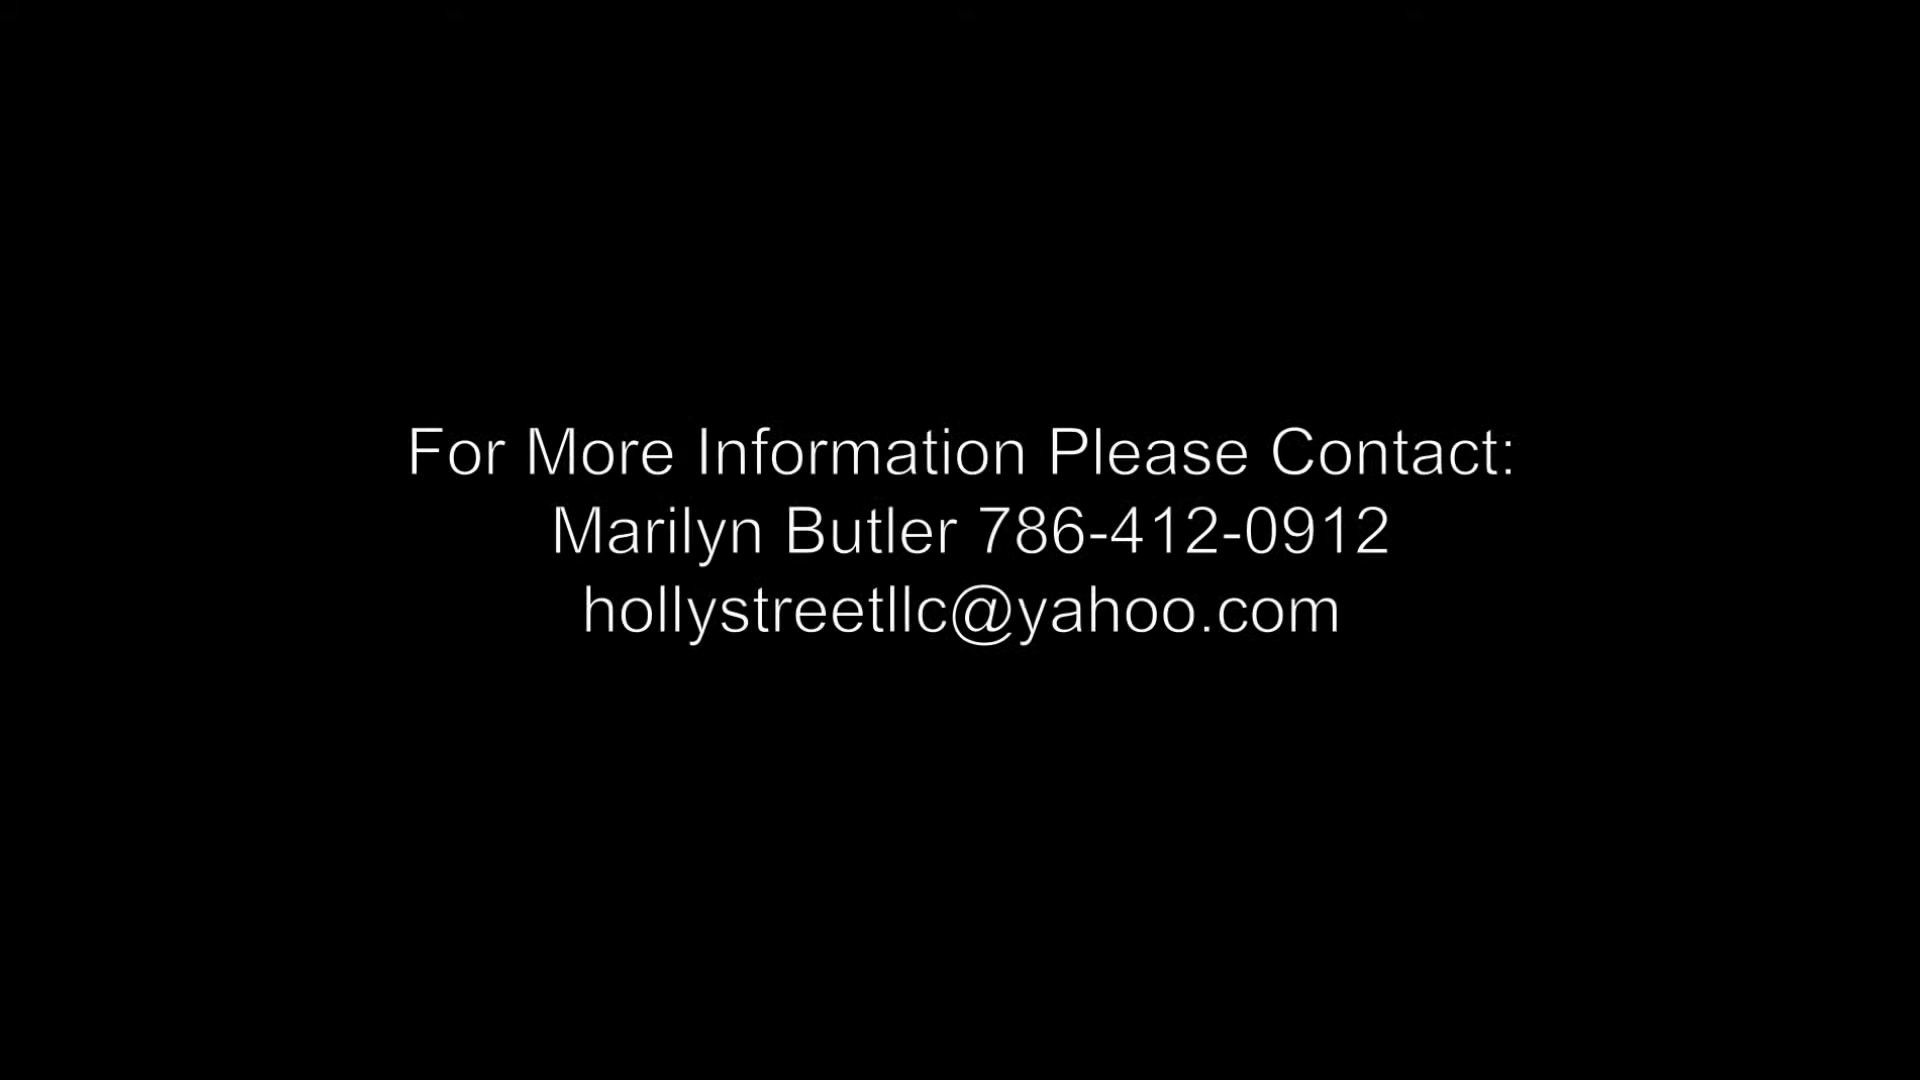 For More Information Please Contact:
Marilyn Butler 786-412-0912
hollystreetllc@yahoo.com